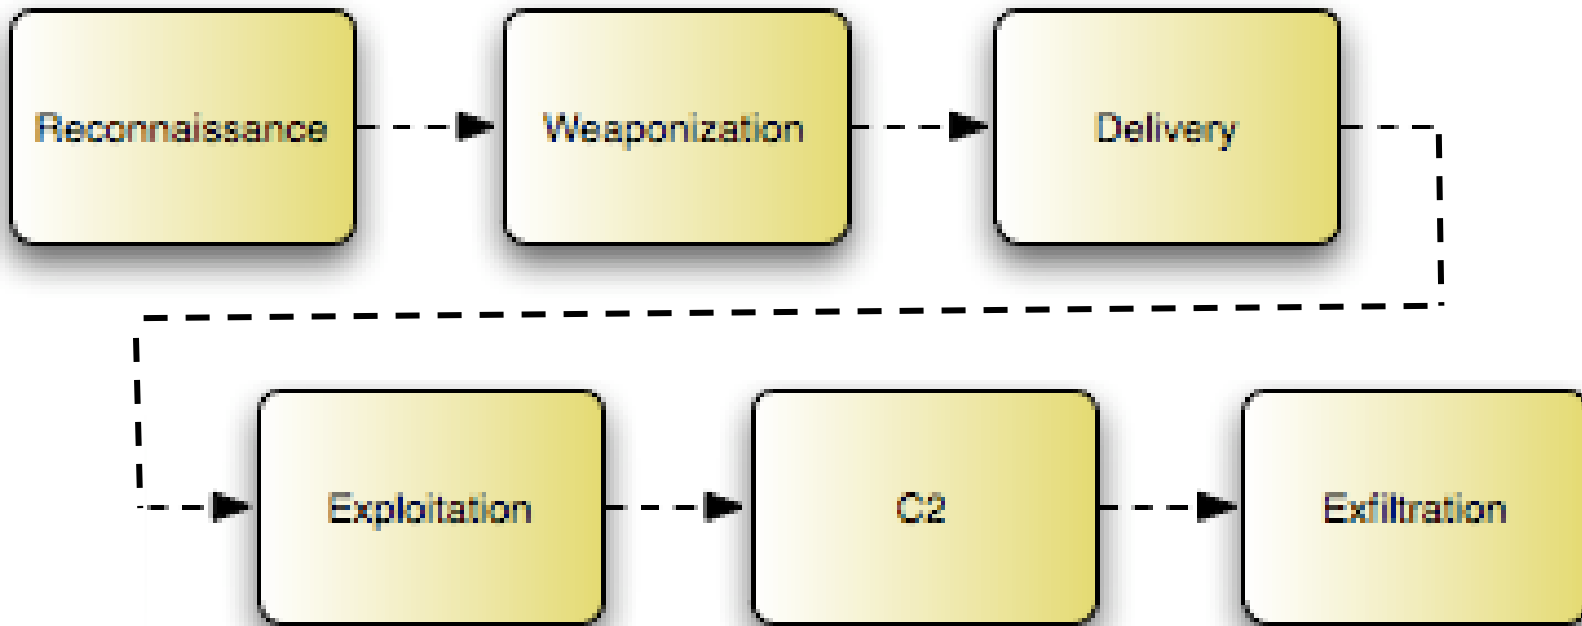 Reconnaissance
Weaponization
Delivery
Exploitation
C2
Exfiltration